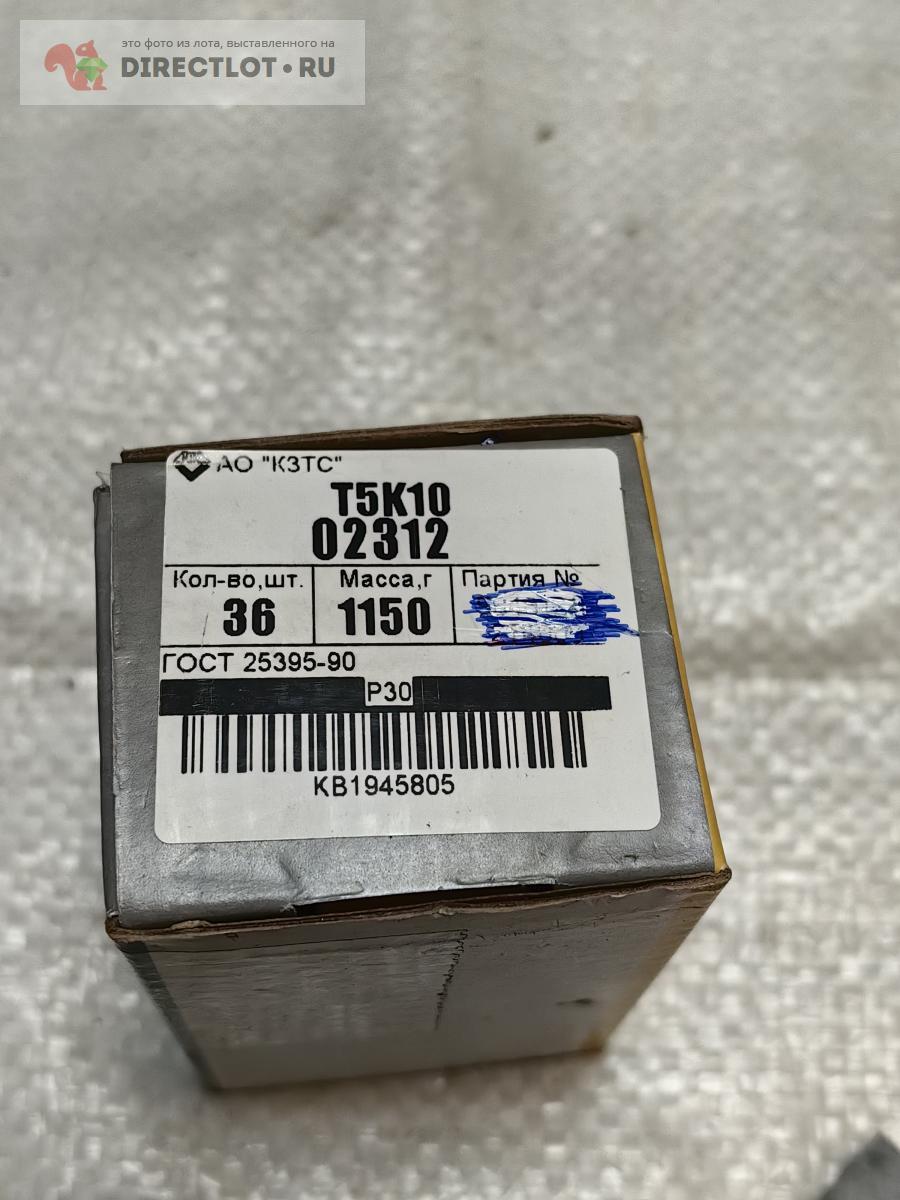 это фото из лота, выставленного на
DIRECTLOT•RU
АО "КЗТС"
Т5К10
02312
Кол-во,шт. Масса,г Партия №
36 1150
ГОСТ 25395-90
Р30
КВ1945805